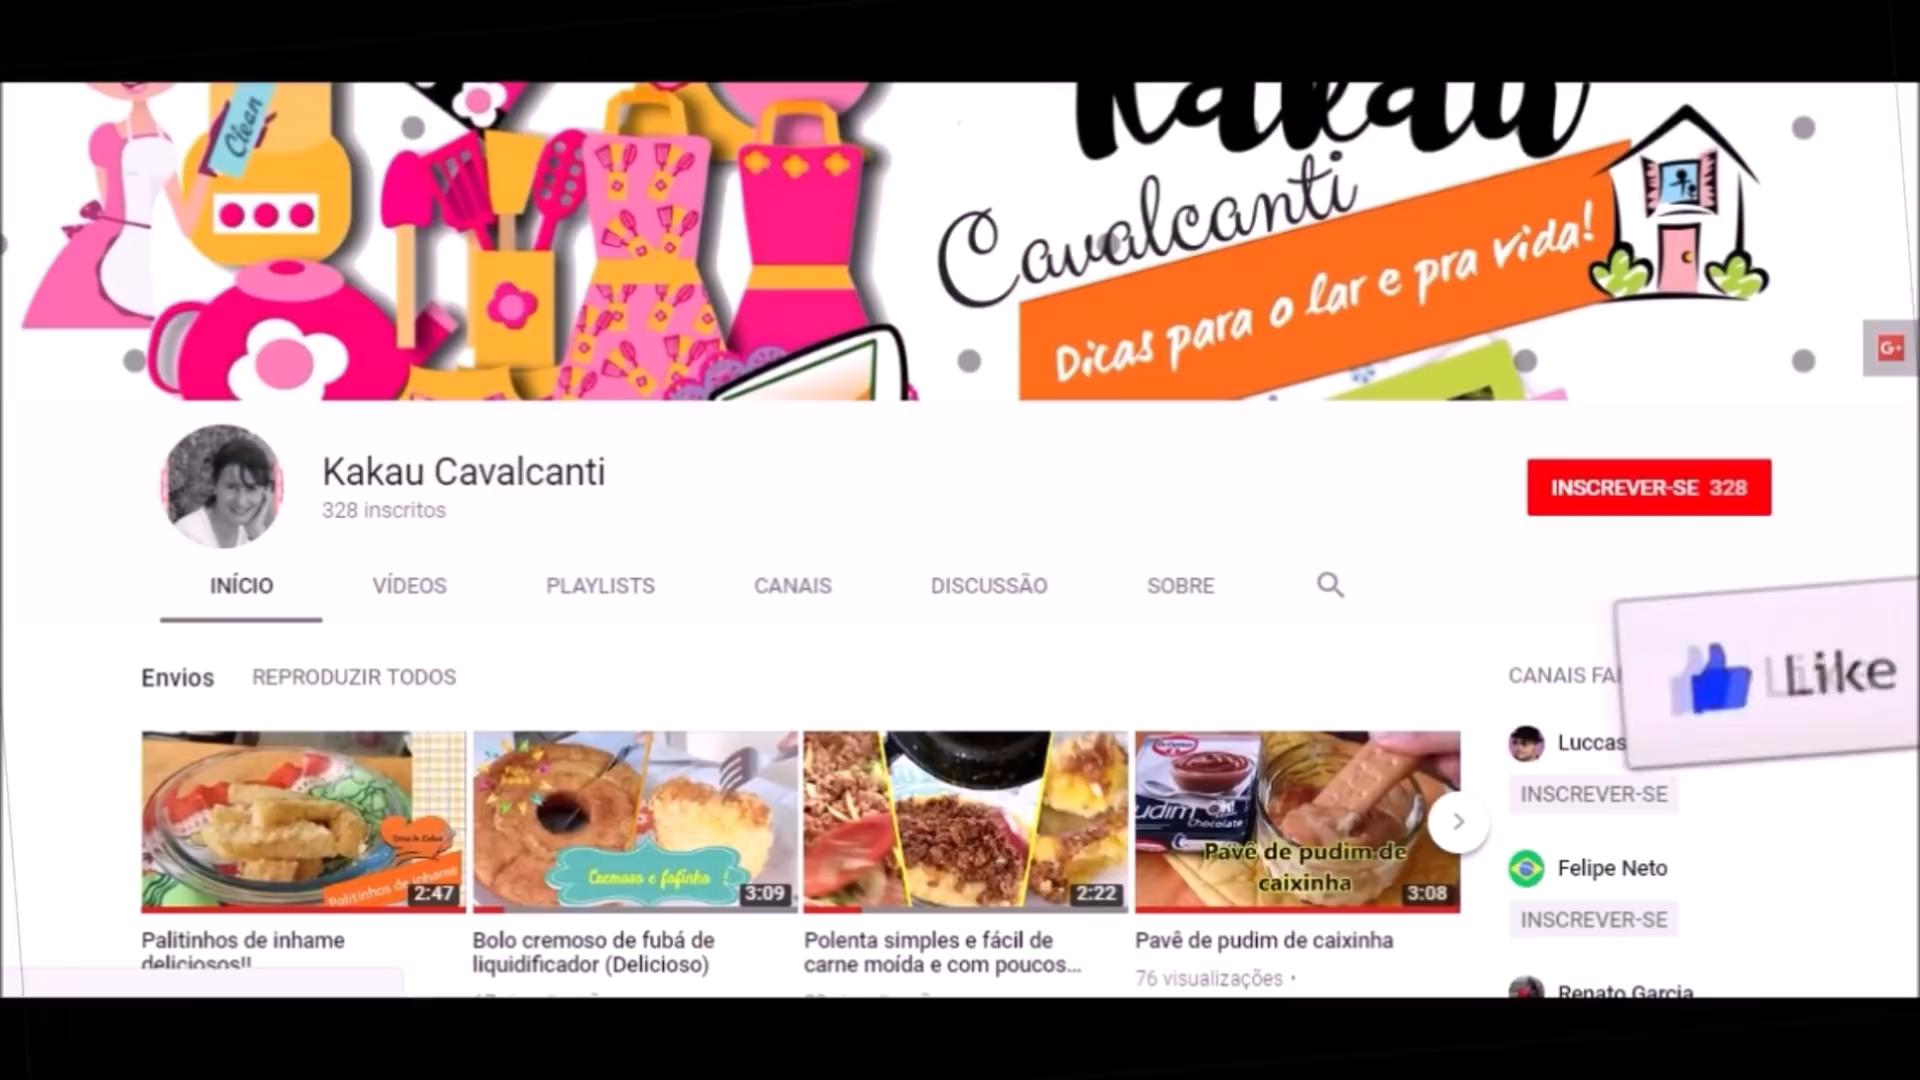 Clean
Kakau
Cavalcanti
Dicas para o lar e pra vida!
G+
Kakau Cavalcanti
328 inscritos
INSCREVER-SE 328
INÍCIO
VÍDEOS
PLAYLISTS
CANAIS
DISCUSSÃO
SOBRE
Envios
REPRODUZIR TODOS
CANAIS FA
Like
Luccas
INSCREVER-SE
Felipe Neto
INSCREVER-SE
Renato Garcia
Palitinhos de inhame
2:47
Cremoso e fofinho
3:09
2:22
Chocolate
Pavê de pudim de
caixinha
3:08
Palitinhos de inhame
deliciosos!!
Bolo cremoso de fubá de
liquidificador (Delicioso)
Polenta simples e fácil de
carne moída e com poucos...
Pavê de pudim de caixinha
76 visualizações •